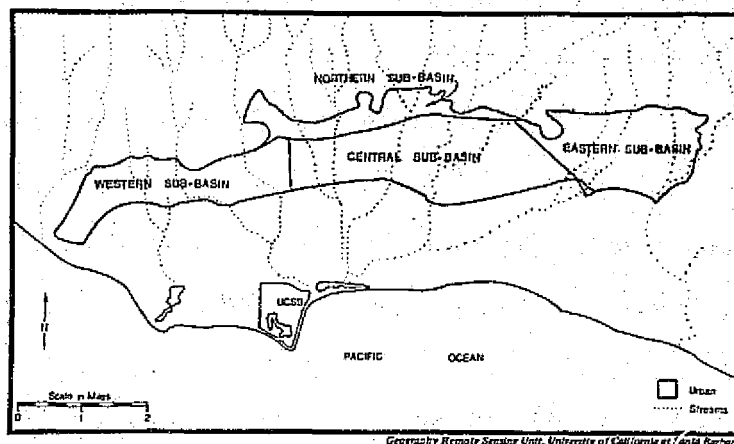 NORTHERN SUB-BASIN
WESTERN SUB-BASIN
CENTRAL SUB-BASIN
EASTERN SUB-BASIN
UCSB
N
PACIFIC OCEAN
Scale in Miles
0 1 2
Urban
Streams
Geography Remote Sensing Unit, University of California at Santa Barbara